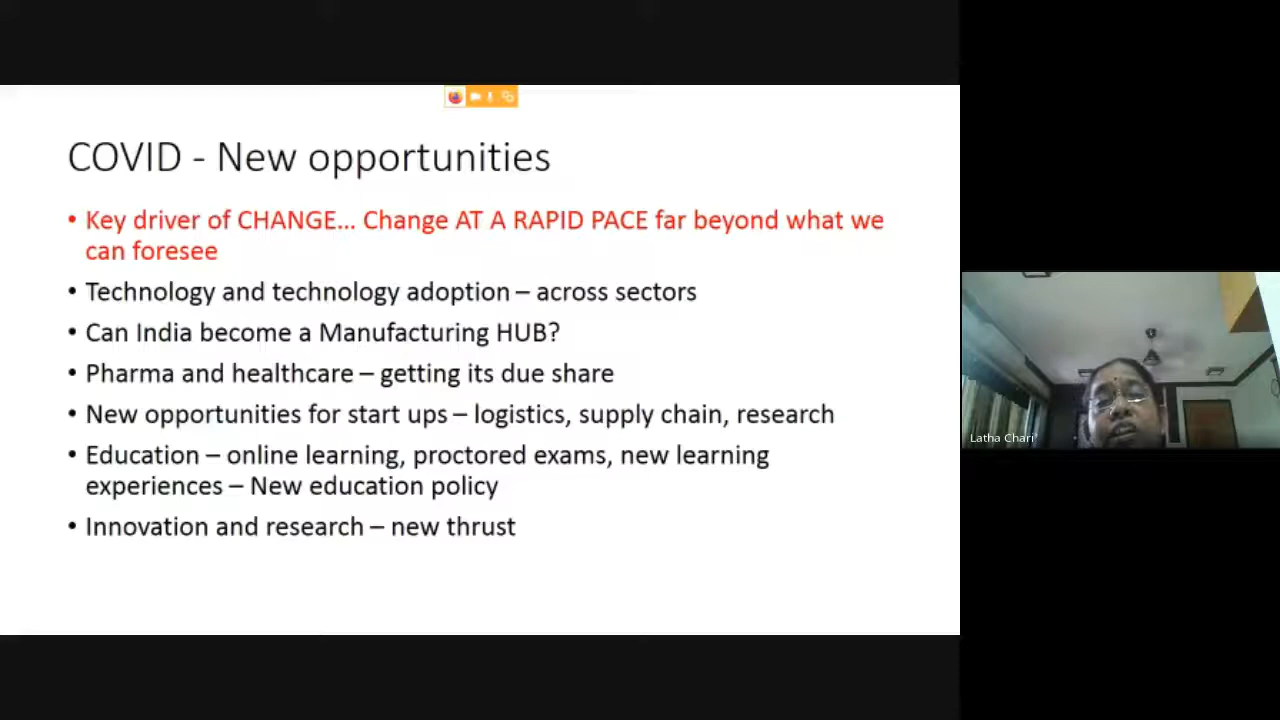 COVID - New opportunities
• Key driver of CHANGE... Change AT A RAPID PACE far beyond what we
can foresee
• Technology and technology adoption – across sectors
• Can India become a Manufacturing HUB?
• Pharma and healthcare – getting its due share
• New opportunities for start ups – logistics, supply chain, research
• Education – online learning, proctored exams, new learning
experiences – New education policy
• Innovation and research – new thrust
Latha Chari